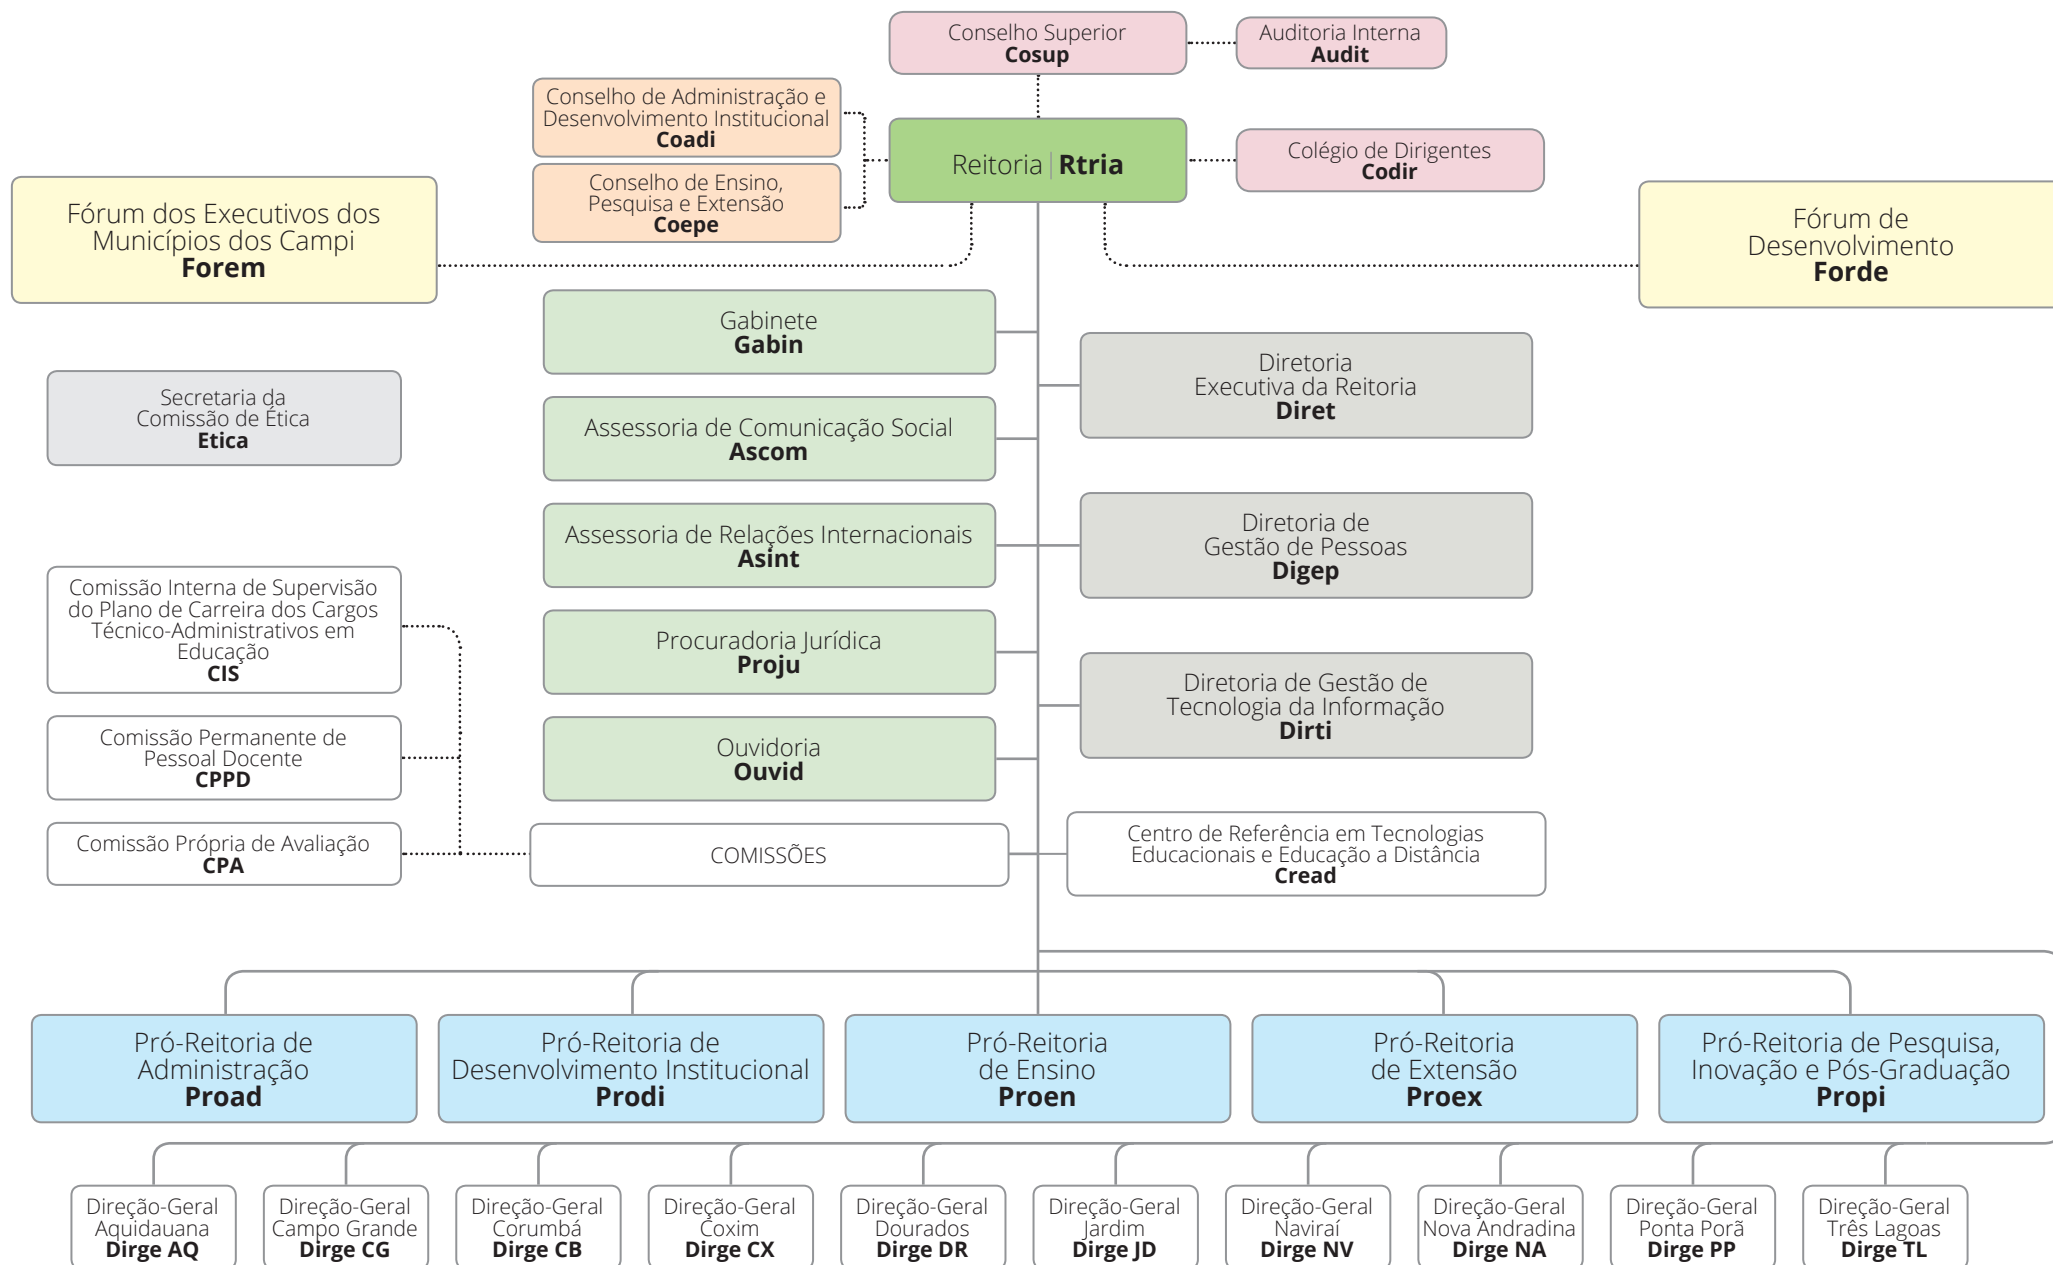 Conselho Superior
Cosup
Auditoria Interna
Audit
Conselho de Administração e
Desenvolvimento Institucional
Coadi
Reitoria | Rtria
Colégio de Dirigentes
Codir
Conselho de Ensino,
Pesquisa e Extensão
Coepe
Fórum dos Executivos dos
Municípios dos Campi
Forem
Fórum de
Desenvolvimento
Forde
Gabinete
Gabin
Diretoria
Executiva da Reitoria
Diret
Secretaria da
Comissão de Ética
Etica
Assessoria de Comunicação Social
Ascom
Assessoria de Relações Internacionais
Asint
Diretoria de
Gestão de Pessoas
Digep
Comissão Interna de Supervisão
do Plano de Carreira dos Cargos
Técnico-Administrativos em
Educação
CIS
Procuradoria Jurídica
Proju
Diretoria de Gestão de
Tecnologia da Informação
Dirti
Comissão Permanente de
Pessoal Docente
CPPD
Ouvidoria
Ouvid
Comissão Própria de Avaliação
CPA
COMISSÕES
Centro de Referência em Tecnologias
Educacionais e Educação a Distância
Cread
Pró-Reitoria de
Administração
Proad
Pró-Reitoria de
Desenvolvimento Institucional
Prodi
Pró-Reitoria
de Ensino
Proen
Pró-Reitoria
de Extensão
Proex
Pró-Reitoria de Pesquisa,
Inovação e Pós-Graduação
Propi
Direção-Geral
Aquidauana
Dirge AQ
Direção-Geral
Campo Grande
Dirge CG
Direção-Geral
Corumbá
Dirge CB
Direção-Geral
Coxim
Dirge CX
Direção-Geral
Dourados
Dirge DR
Direção-Geral
Jardim
Dirge JD
Direção-Geral
Naviraí
Dirge NV
Direção-Geral
Nova Andradina
Dirge NA
Direção-Geral
Ponta Porã
Dirge PP
Direção-Geral
Três Lagoas
Dirge TL